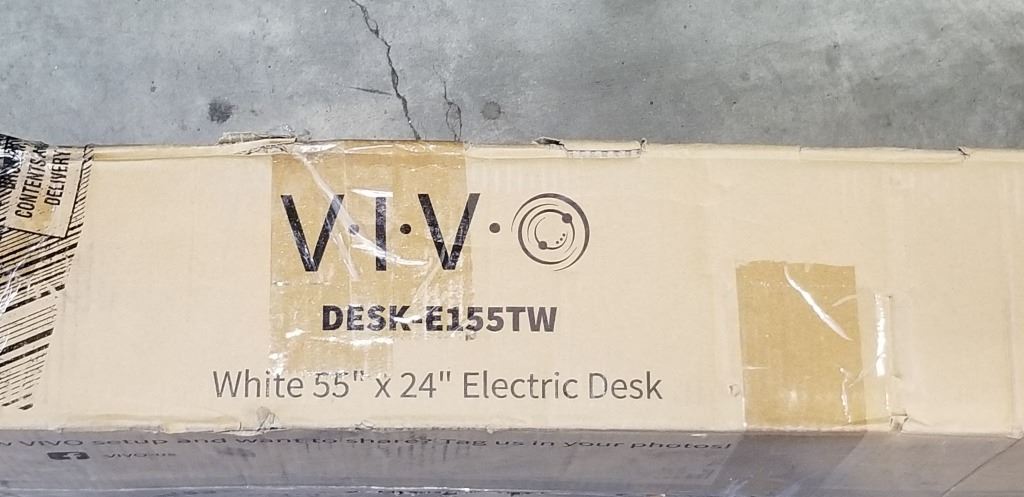 CONTENTS
DELIVERY
V·I·V·O
DESK-E155TW
White 55" x 24" Electric Desk
VIVO setup and want to share? Tag us in your photos!